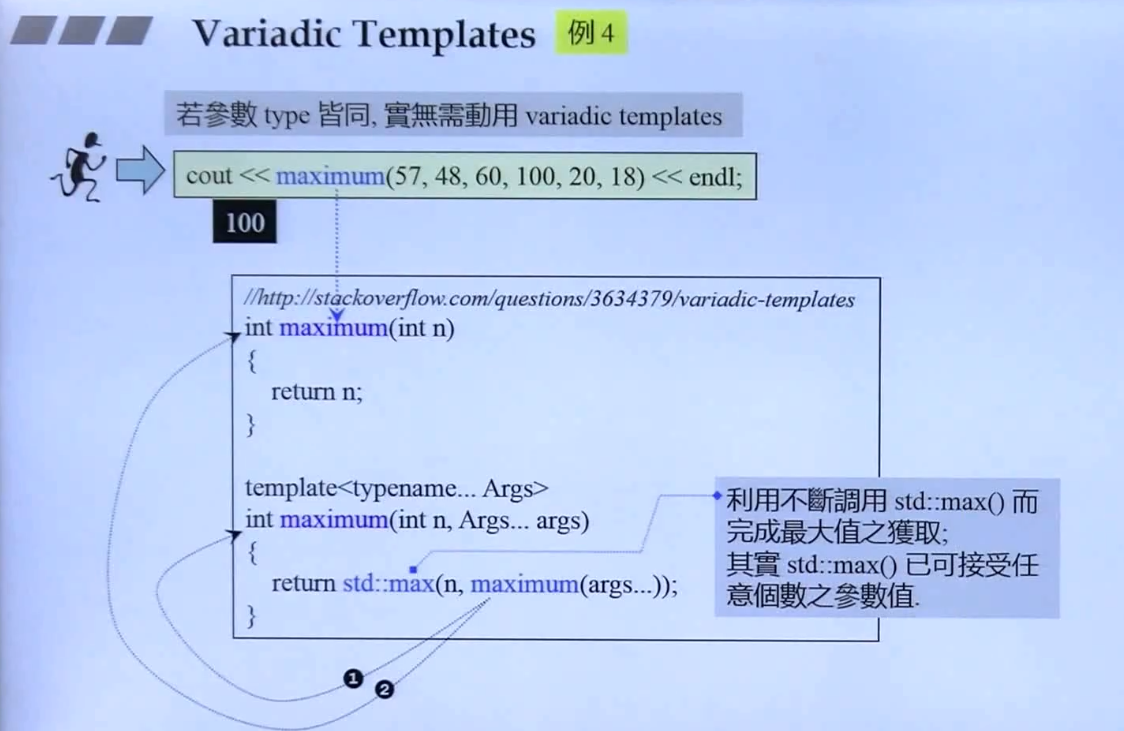 Variadic Templates 例 4
若參數 type 皆同, 實無需動用 variadic templates
cout << maximum(57, 48, 60, 100, 20, 18) << endl;
100
//http://stackoverflow.com/questions/3634379/variadic-templates
int maximum(int n)
{
return n;
}
template<typename... Args>
int maximum(int n, Args... args)
{
return std::max(n, maximum(args...));
}
利用不斷調用 std::max() 而
完成最大值之獲取;
其實 std::max() 已可接受任
意個數之參數值.
❶
❷